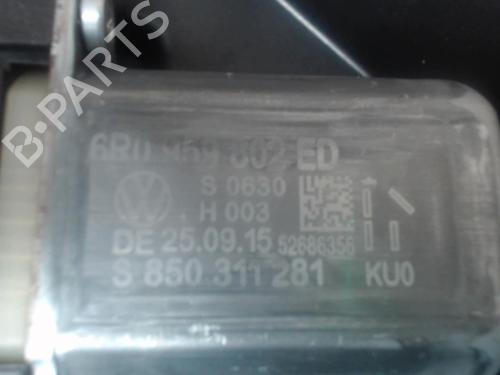 B-PARTS
6R0 959 802 ED
S 0630
H 003
DE 25.09.15 52686356
S 850 311 281 KU0